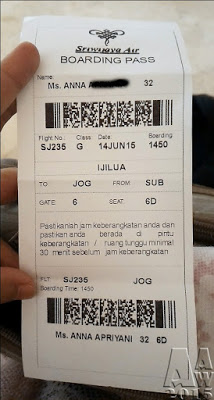 Sriwijaya Air
BOARDING PASS
Name:
Ms. ANNA A 32
Flight No. Class Date Boarding
SJ235 G 14JUN15 1450
IJILUA
TO JOG FROM SUB
GATE 6 SEAT 6D
Pastikanlah jam keberangkatan anda dan
pastikan anda berada di pintu
keberangkatan / ruang tunggu minimal
30 menit sebelum jam keberangkatan
FLT SJ235 JOG
Boarding Time: 1450
Ms. ANNA APRIYANI 32 6D
2015